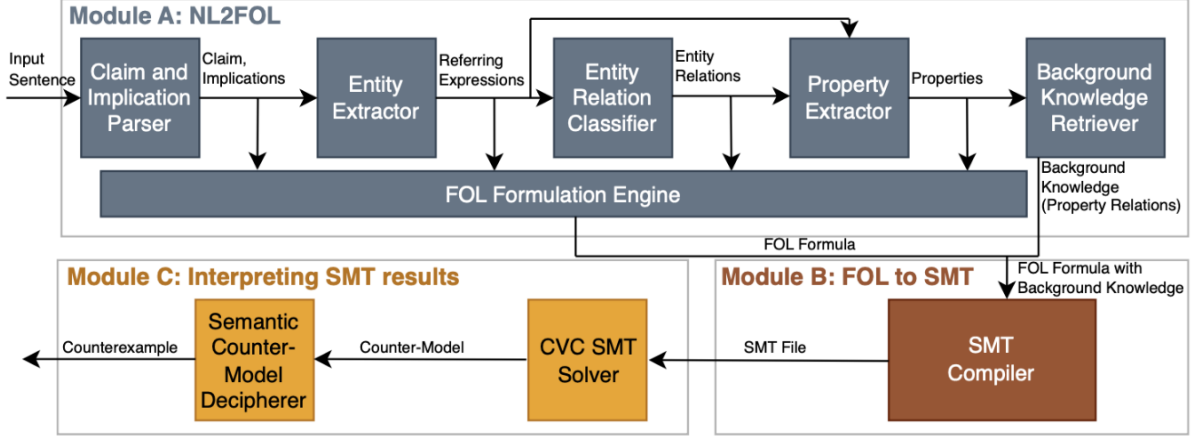 Module A: NL2FOL
Input
Sentence
Claim and
Implication
Parser
Claim,
Implications
Entity
Extractor
Referring
Expressions
Entity
Relation
Classifier
Entity
Relations
Property
Extractor
Properties
Background
Knowledge
Retriever
FOL Formulation Engine
Background
Knowledge
(Property Relations)
FOL Formula
Module C: Interpreting SMT results
Module B: FOL to SMT
FOL Formula with
Background Knowledge
Counterexample
Semantic
Counter-
Model
Decipherer
Counter-Model
CVC SMT
Solver
SMT File
SMT
Compiler